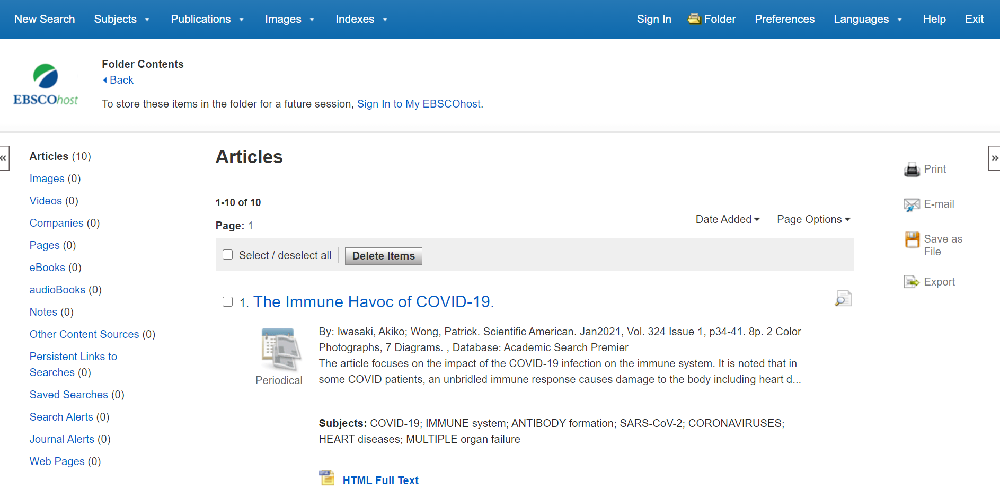 New Search Subjects Publications Images Indexes Sign In Folder Preferences Languages Help Exit
EBSCOhost
Folder Contents
Back
To store these items in the folder for a future session, Sign In to My EBSCOhost.
«
Articles (10)
Images (0)
Videos (0)
Companies (0)
Pages (0)
eBooks (0)
audioBooks (0)
Notes (0)
Other Content Sources (0)
Persistent Links to
Searches (0)
Saved Searches (0)
Search Alerts (0)
Journal Alerts (0)
Web Pages (0)
Articles
1-10 of 10
Page: 1
Date Added Page Options
Select / deselect all Delete Items
1. The Immune Havoc of COVID-19.
Periodical
By: Iwasaki, Akiko; Wong, Patrick. Scientific American. Jan2021, Vol. 324 Issue 1, p34-41. 8p. 2 Color
Photographs, 7 Diagrams. , Database: Academic Search Premier
The article focuses on the impact of the COVID-19 infection on the immune system. It is noted that in
some COVID patients, an unbridled immune response causes damage to the body including heart d...
Subjects: COVID-19; IMMUNE system; ANTIBODY formation; SARS-CoV-2; CORONAVIRUSES;
HEART diseases; MULTIPLE organ failure
HTML Full Text
»
Print
E-mail
Save as
File
Export